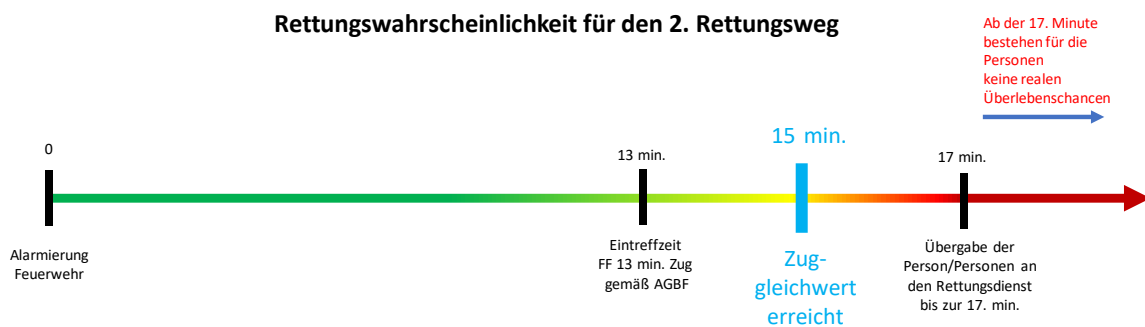 Rettungswahrscheinlichkeit für den 2. Rettungsweg
Ab der 17. Minute
bestehen für die
Personen
keine realen
Überlebenschancen
0
13 min.
15 min.
17 min.
Alarmierung
Feuerwehr
Eintreffzeit
FF 13 min. Zug
gemäß AGBF
Zug-
gleichwert
erreicht
Übergabe der
Person/Personen an
den Rettungsdienst
bis zur 17. min.